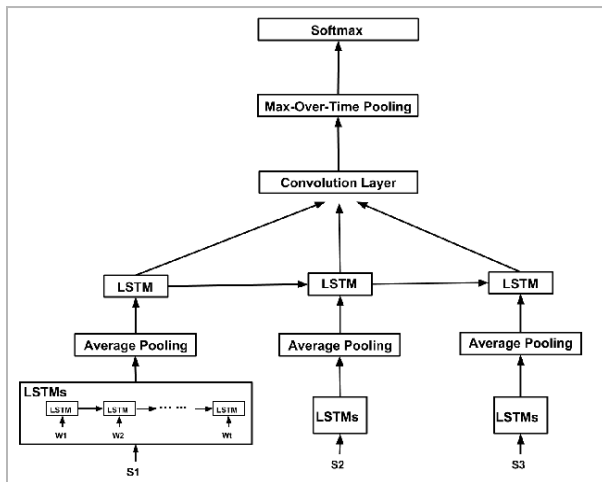 Softmax
Max-Over-Time Pooling
Convolution Layer
LSTM LSTM LSTM
Average Pooling Average Pooling Average Pooling
LSTMs
LSTM LSTM ... ... LSTM
W1 W2 Wt
LSTMs LSTMs
S1 S2 S3